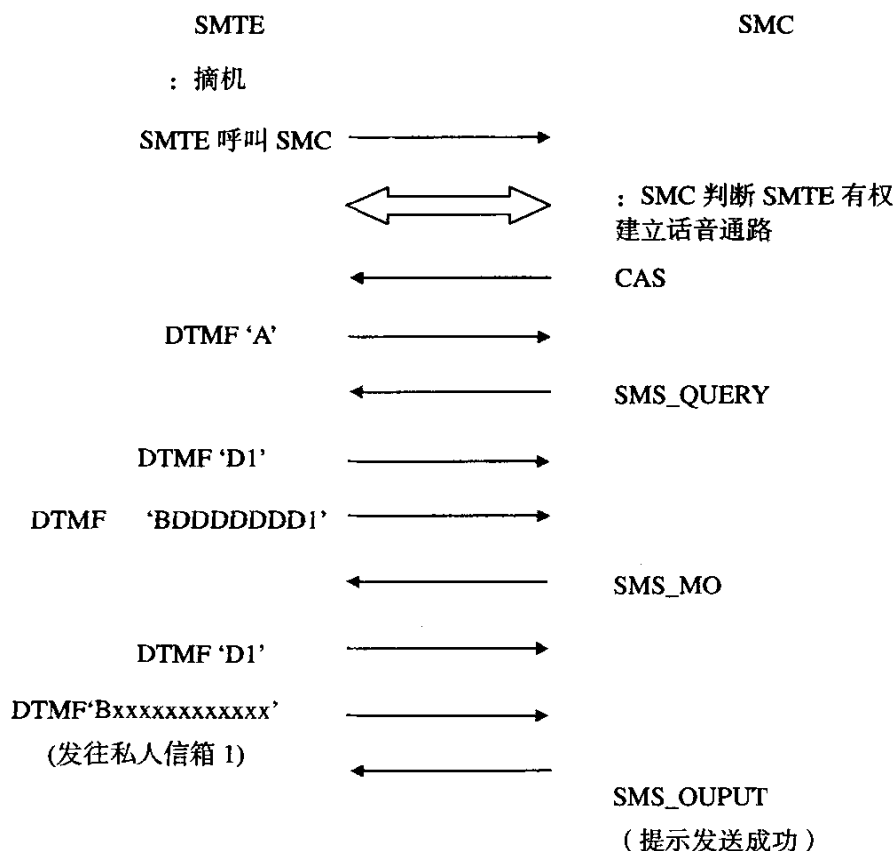 SMTE SMC
：摘机
SMTE 呼叫 SMC
：SMC 判断 SMTE 有权
建立话音通路
CAS
DTMF ‘A’
SMS_QUERY
DTMF ‘D1’
DTMF ‘BDDDDDDDD1’
SMS_MO
DTMF ‘D1’
DTMF‘Bxxxxxxxxxxxx’
(发往私人信箱 1)
SMS_OUPUT
（提示发送成功）